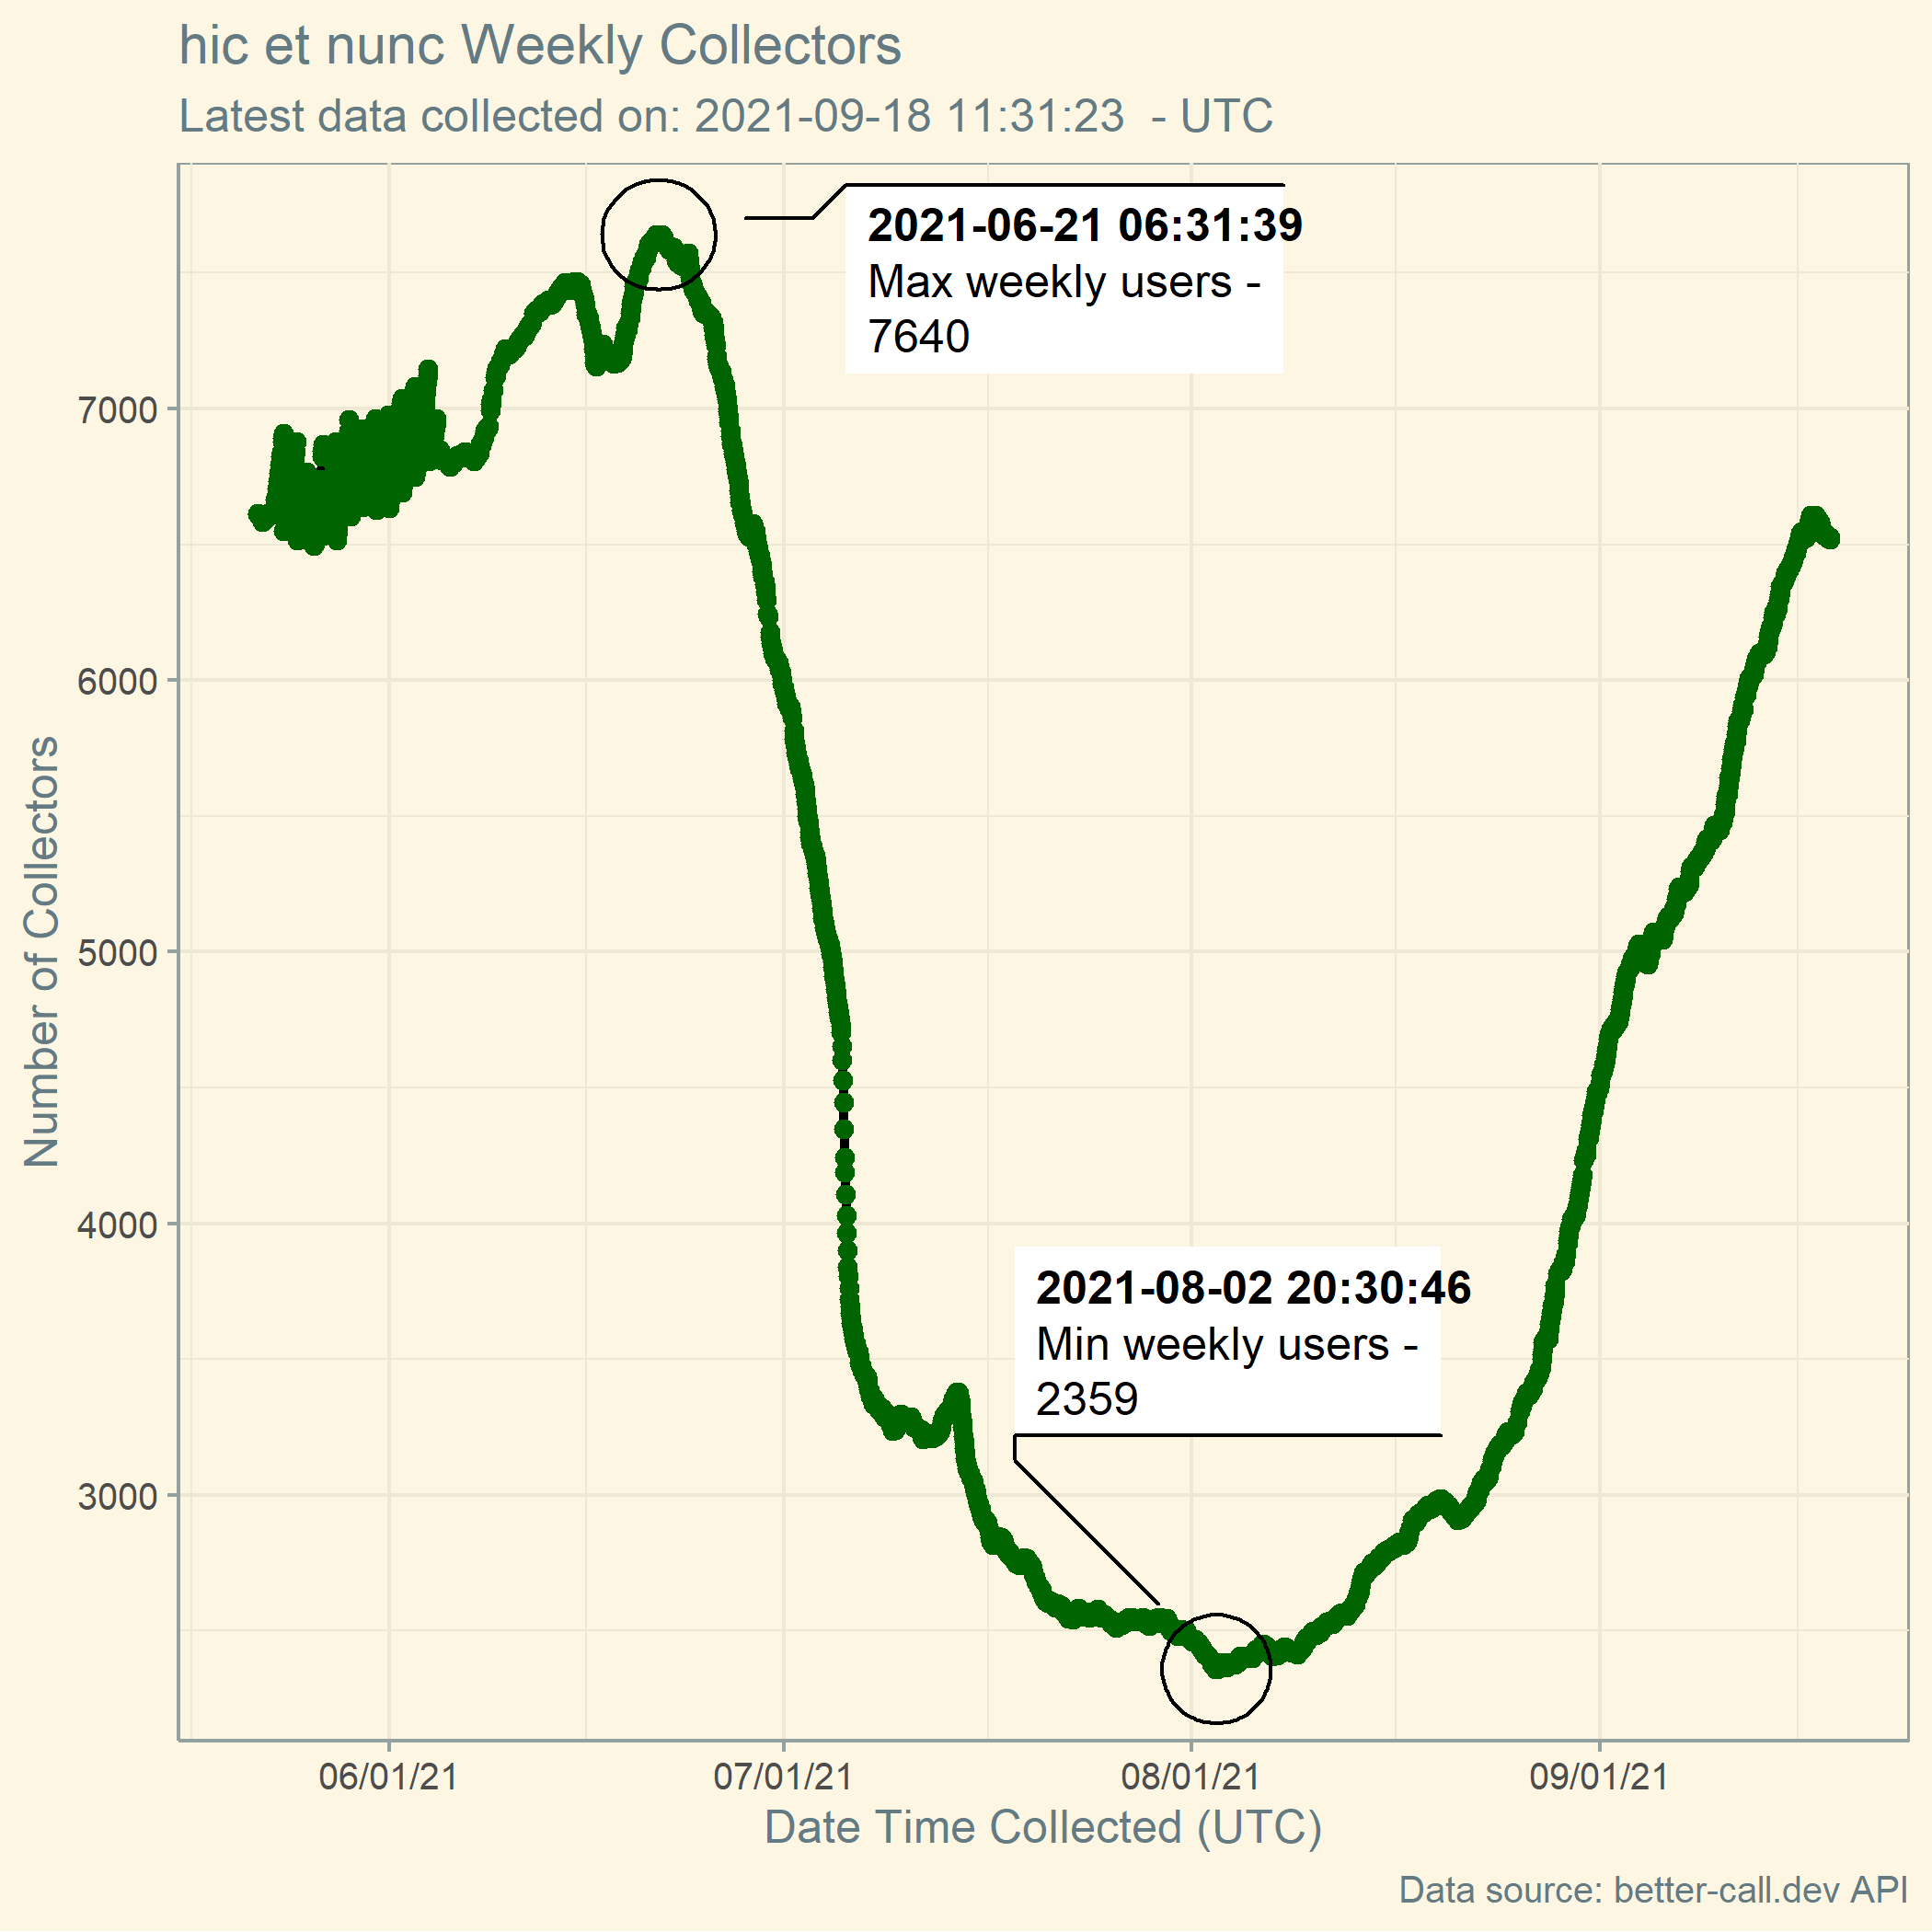 hic et nunc Weekly Collectors
Latest data collected on: 2021-09-18 11:31:23  - UTC
2021-06-21 06:31:39
Max weekly users -
7640
7000
6000
5000
4000
3000
Number of Collectors
2021-08-02 20:30:46
Min weekly users -
2359
06/01/21
07/01/21
08/01/21
09/01/21
Date Time Collected (UTC)
Data source: better-call.dev API